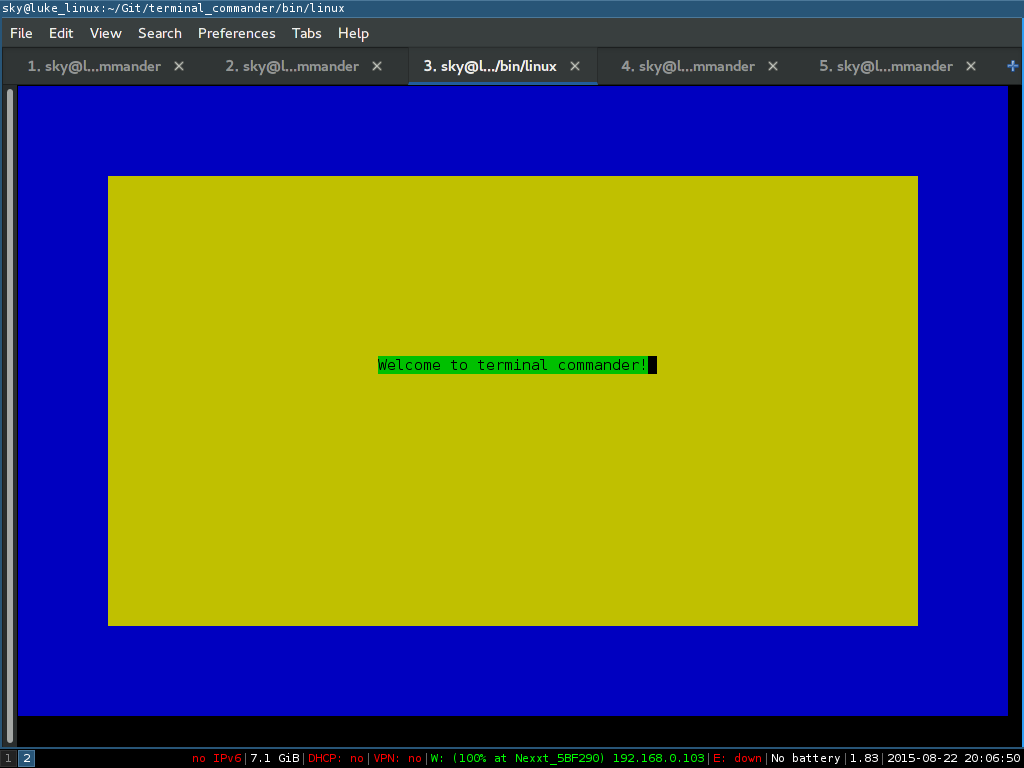 sky@luke_linux:~/Git/terminal_commander/bin/linux
File Edit View Search Preferences Tabs Help
1. sky@l...mmander × 2. sky@l...mmander × 3. sky@l.../bin/linux × 4. sky@l...mmander × 5. sky@l...mmander × +
Welcome to terminal commander!
1 2 no IPv6|7.1 GiB|DHCP: no|VPN: no|W: (100% at Nexxt_5BF290) 192.168.0.103|E: down|No battery|1.83|2015-08-22 20:06:50